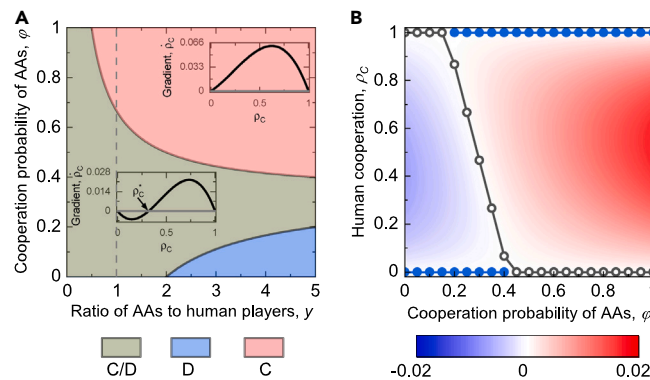 A
Cooperation probability of AAs, φ
1
0.8
0.6
0.4
0.2
0
0 1 2 3 4 5
Ratio of AAs to human players, y
Gradient, ρ̇C
0.066
0.033
0
0 0.5 1
ρC
Gradient, ρ̇C
0.028
0.014
0
ρC*
0 0.5 1
ρC
C/D D C
B
Human cooperation, ρC
1
0.8
0.6
0.4
0.2
0
0 0.2 0.4 0.6 0.8 1
Cooperation probability of AAs, φ
-0.02 0 0.02